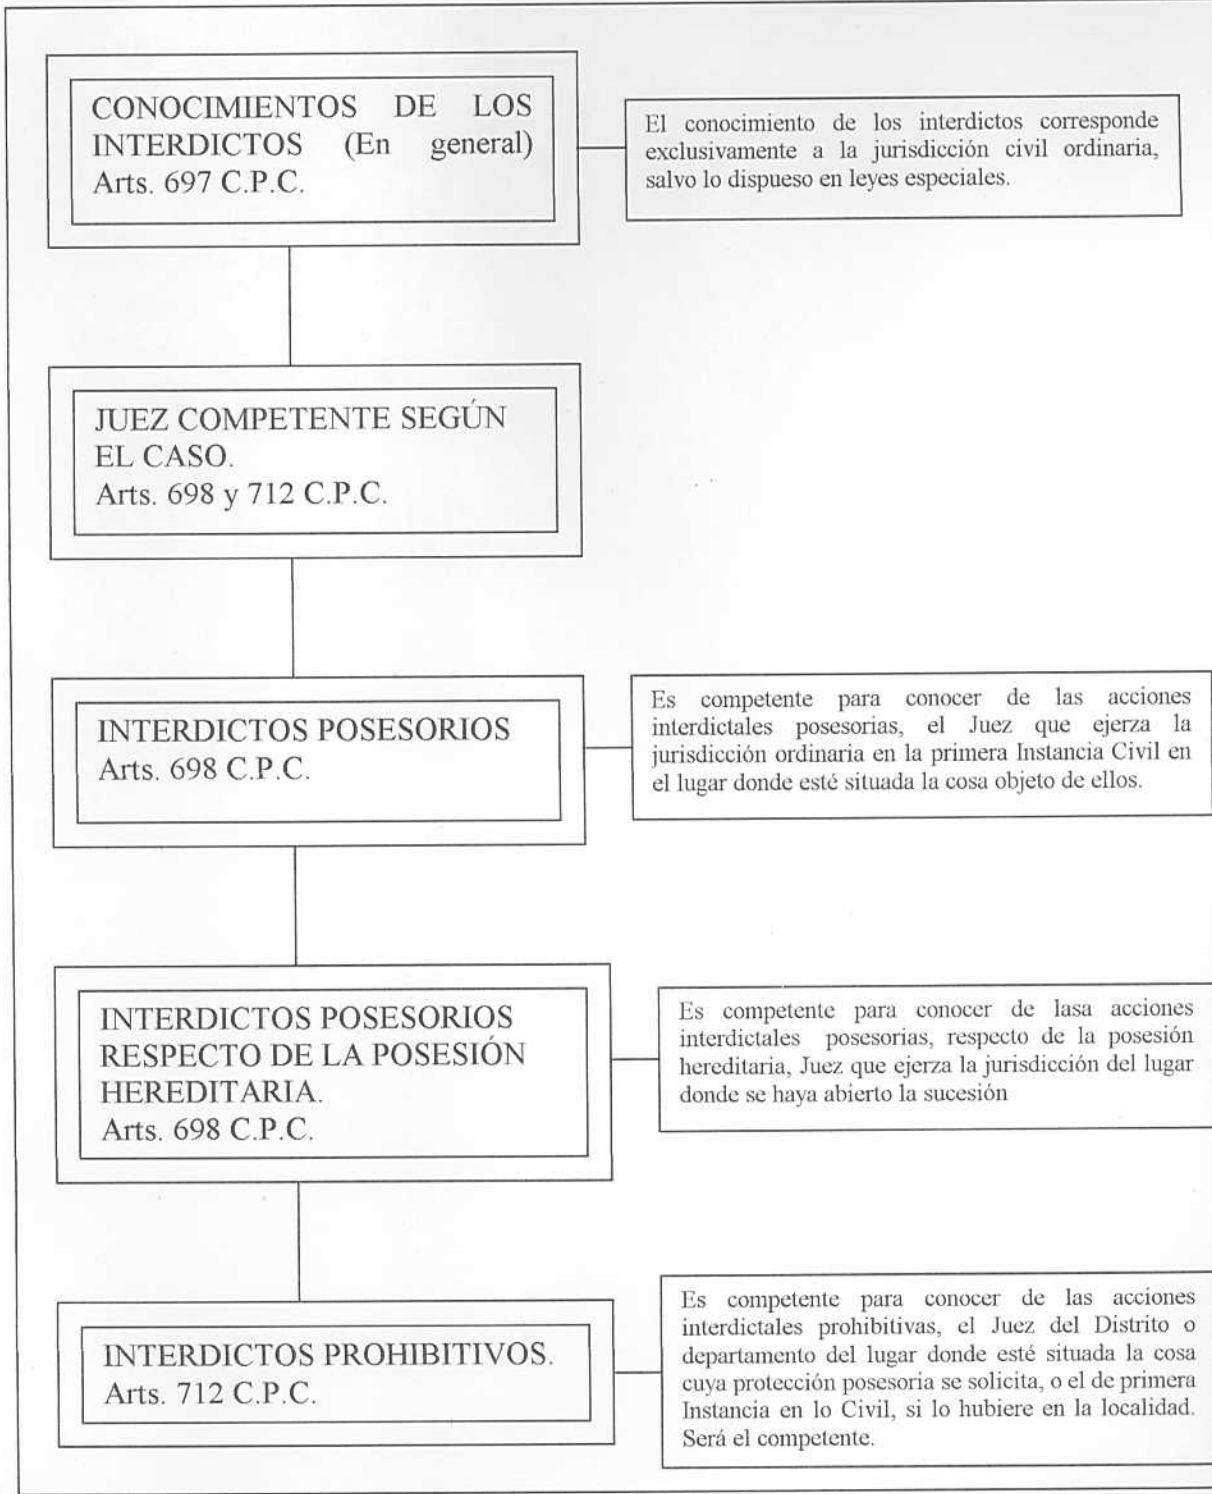 CONOCIMIENTOS DE LOS
INTERDICTOS (En general)
Arts. 697 C.P.C.
El conocimiento de los interdictos corresponde
exclusivamente a la jurisdicción civil ordinaria,
salvo lo dispueso en leyes especiales.
JUEZ COMPETENTE SEGÚN
EL CASO.
Arts. 698 y 712 C.P.C.
INTERDICTOS POSESORIOS
Arts. 698 C.P.C.
Es competente para conocer de las acciones
interdictales posesorias, el Juez que ejerza la
jurisdicción ordinaria en la primera Instancia Civil en
el lugar donde esté situada la cosa objeto de ellos.
INTERDICTOS POSESORIOS
RESPECTO DE LA POSESIÓN
HEREDITARIA.
Arts. 698 C.P.C.
Es competente para conocer de lasa acciones
interdictales posesorias, respecto de la posesión
hereditaria, Juez que ejerza la jurisdicción del lugar
donde se haya abierto la sucesión
INTERDICTOS PROHIBITIVOS.
Arts. 712 C.P.C.
Es competente para conocer de las acciones
interdictales prohibitivas, el Juez del Distrito o
departamento del lugar donde esté situada la cosa
cuya protección posesoria se solicita, o el de primera
Instancia en lo Civil, si lo hubiere en la localidad.
Será el competente.